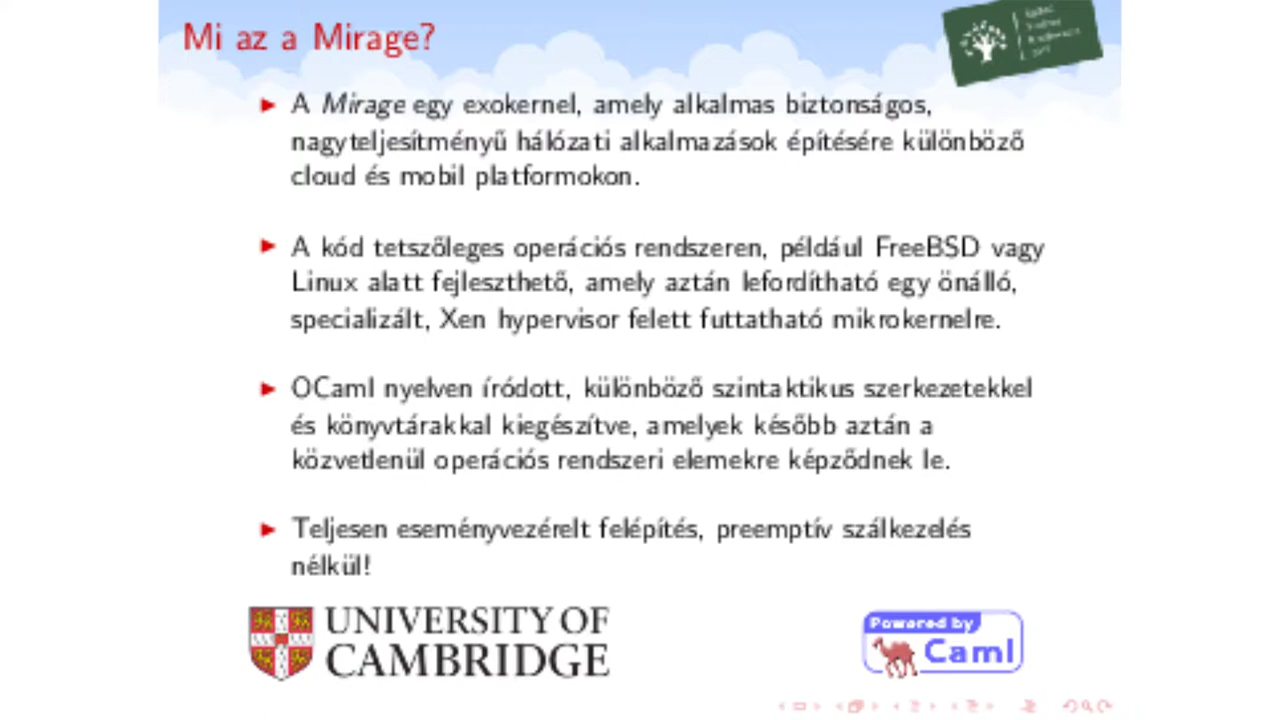 Mi az a Mirage?
A Mirage egy exokernel, amely alkalmas biztonságos,
nagyteljesítményű hálózati alkalmazások építésére különböző
cloud és mobil platformokon.
A kód tetszőleges operációs rendszeren, például FreeBSD vagy
Linux alatt fejleszthető, amely aztán lefordítható egy önálló,
specializált, Xen hypervisor felett futtatható mikrokernelre.
OCaml nyelven íródott, különböző szintaktikus szerkezetekkel
és könyvtárakkal kiegészítve, amelyek később aztán a
közvetlenül operációs rendszeri elemekre képződnek le.
Teljesen eseményvezérelt felépítés, preemptív szálkezelés
nélkül!
UNIVERSITY OF
CAMBRIDGE
Powered by
Caml